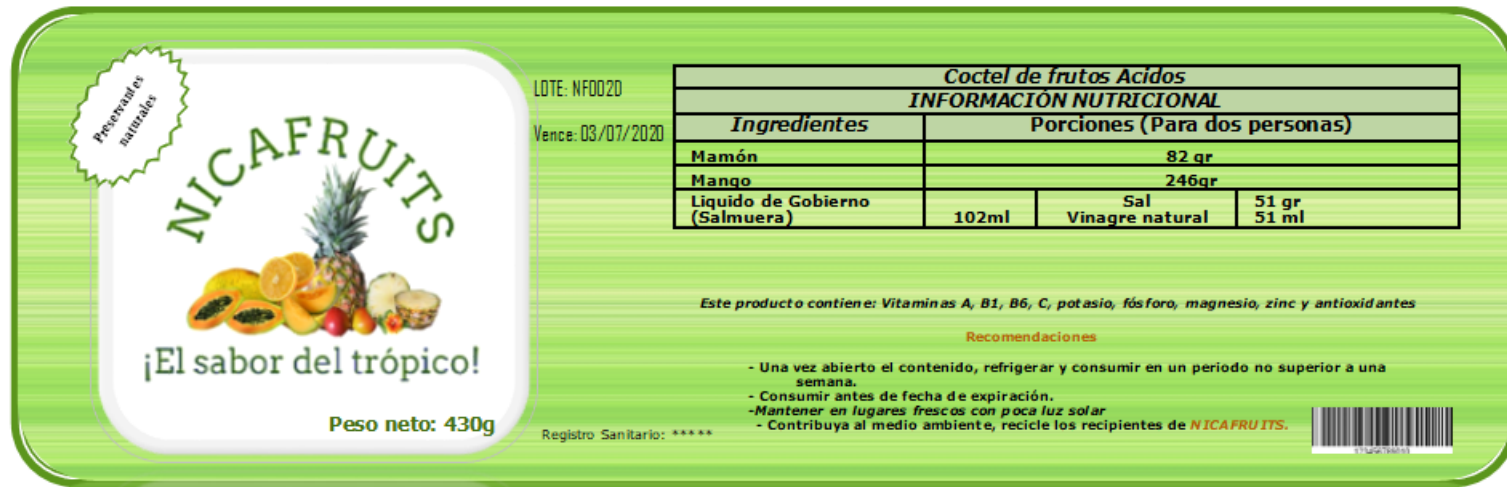 Preservantes
naturales
NICAFRUITS
¡El sabor del trópico!
Peso neto: 430g
LOTE: NF0020
Vence: 03/07/2020
Registro Sanitario: *****
Coctel de frutos Acidos
INFORMACIÓN NUTRICIONAL
Ingredientes Porciones (Para dos personas)
Mamón 82 gr
Mango 246gr
Liquido de Gobierno Sal 51 gr
(Salmuera) 102ml Vinagre natural 51 ml
Este producto contiene: Vitaminas A, B1, B6, C, potasio, fósforo, magnesio, zinc y antioxidantes
Recomendaciones
- Una vez abierto el contenido, refrigerar y consumir en un periodo no superior a una
semana.
- Consumir antes de fecha de expiración.
-Mantener en lugares frescos con poca luz solar
- Contribuya al medio ambiente, recicle los recipientes de NICAFRUITS.